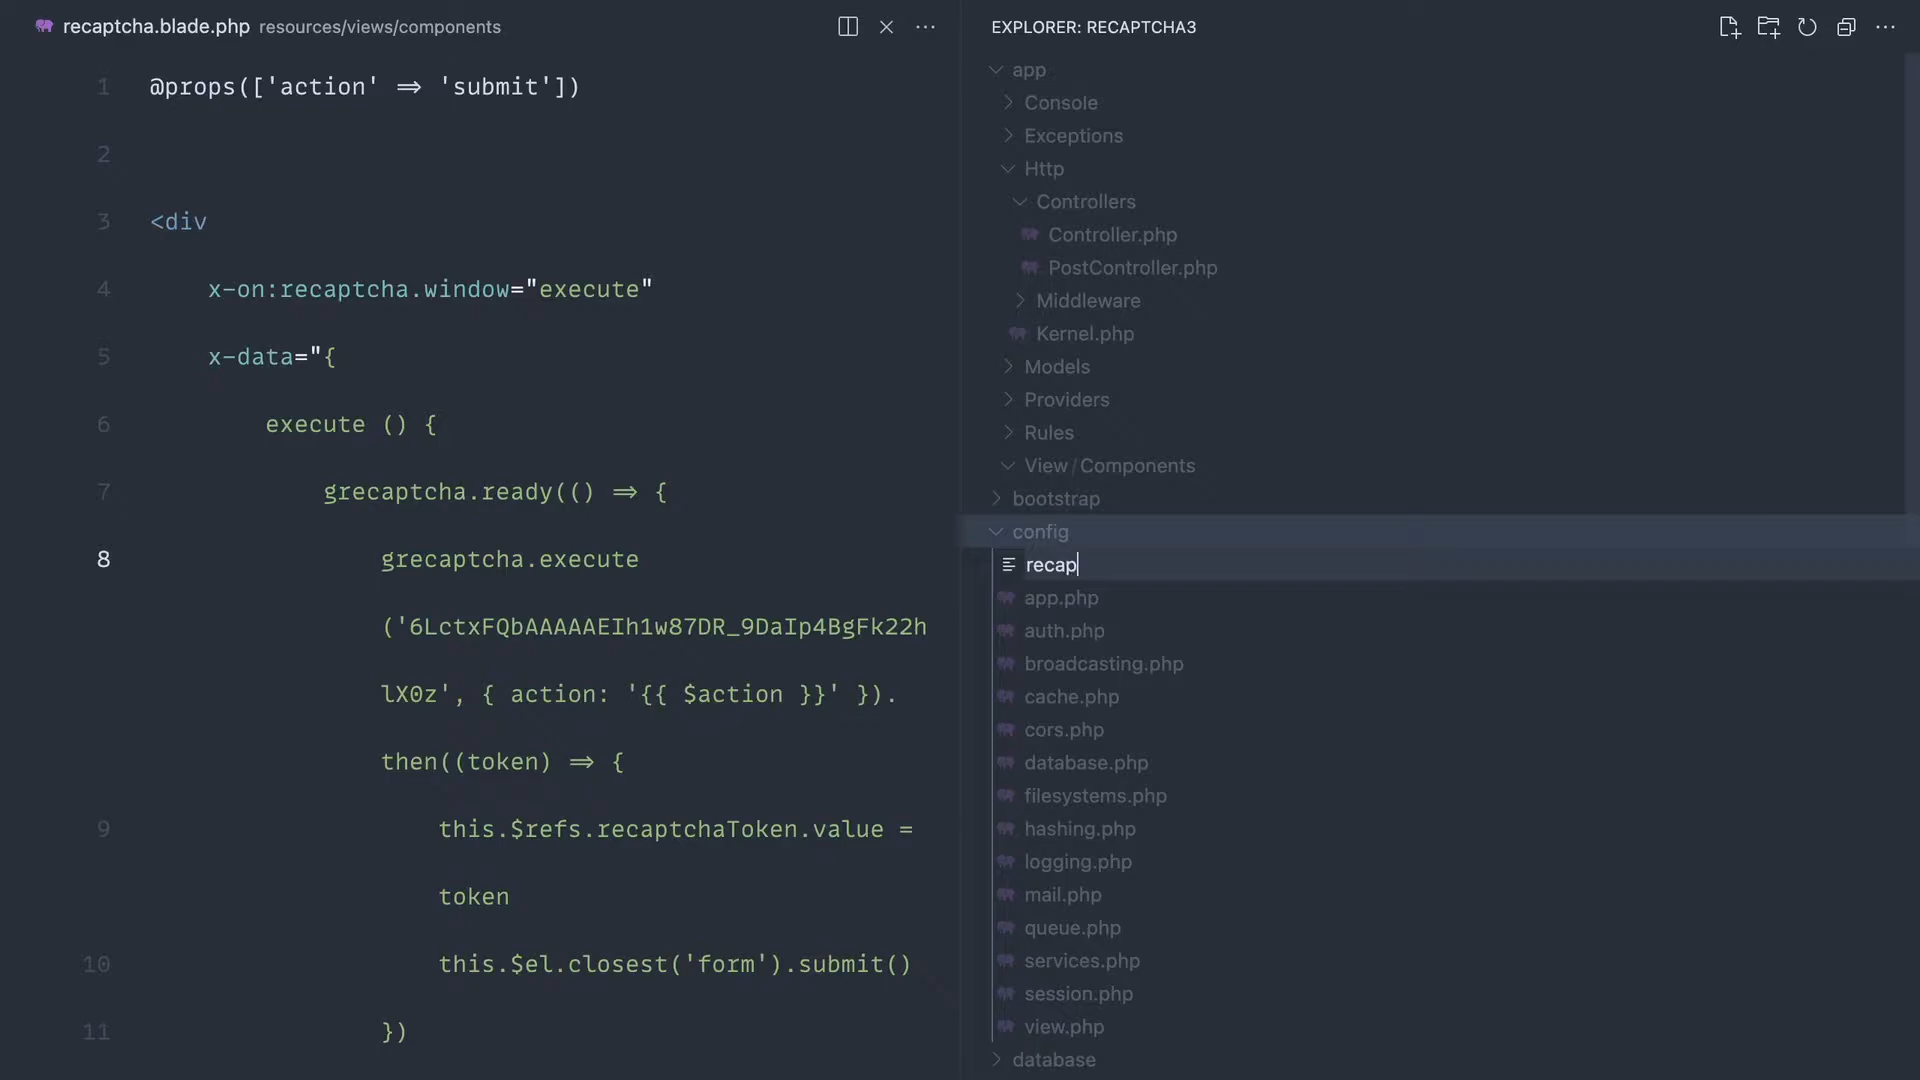 recaptcha.blade.php resources/views/components
1 @props(['action' => 'submit'])
2
3 <div
4 x-on:recaptcha.window="execute"
5 x-data="{
6 execute () {
7 grecaptcha.ready(() => {
8 grecaptcha.execute
('6LctxFQbAAAAAEIh1w87DR_9DaIp4BgFk22h
lX0z', { action: '{{ $action }}' }).
then((token) => {
9 this.$refs.recaptchaToken.value =
token
10 this.$el.closest('form').submit()
11 })
EXPLORER: RECAPTCHA3
app
Console
Exceptions
Http
Controllers
Controller.php
PostController.php
Middleware
Kernel.php
Models
Providers
Rules
View/Components
bootstrap
config
recap
app.php
auth.php
broadcasting.php
cache.php
cors.php
database.php
filesystems.php
hashing.php
logging.php
mail.php
queue.php
services.php
session.php
view.php
database